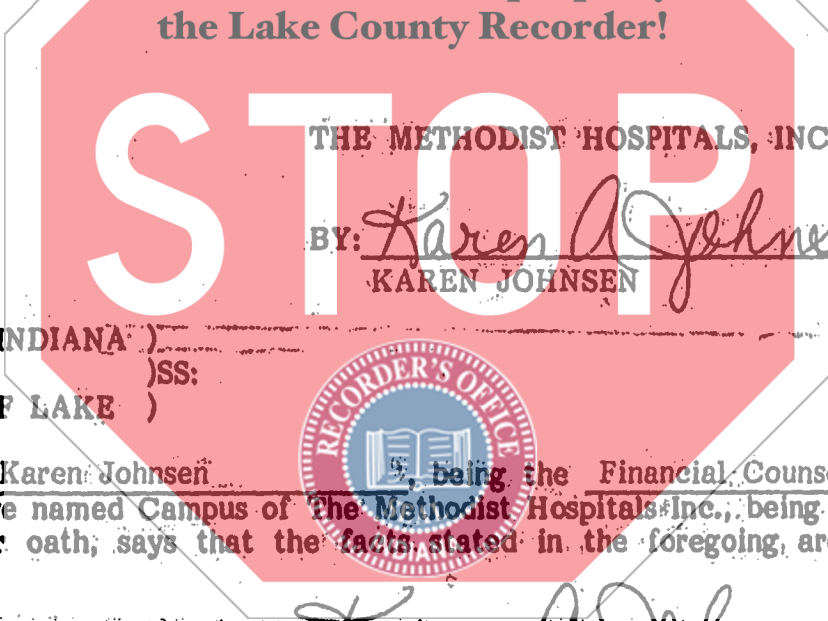 the Lake County Recorder!
STOP
THE METHODIST HOSPITALS, INC
BY: Karen A Johnse
KAREN JOHNSEN
INDIANA )
)SS:
F LAKE )
RECORDER'S OFFICE
INDIANA
Karen Johnsen , being the Financial Couns
e named Campus of The Methodist Hospitals Inc., being
r oath, says that the facts stated in the foregoing, ar